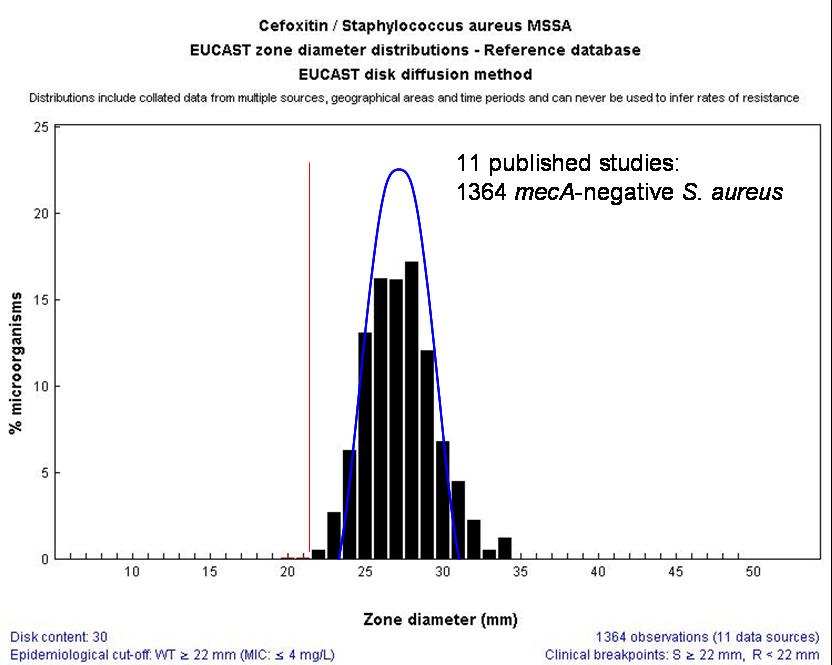 Cefoxitin / Staphylococcus aureus MSSA
EUCAST zone diameter distributions - Reference database
EUCAST disk diffusion method
Distributions include collated data from multiple sources, geographical areas and time periods and can never be used to infer rates of resistance
11 published studies:
1364 mecA-negative S. aureus
25
20
15
10
5
0
% microorganisms
10 15 20 25 30 35 40 45 50
Zone diameter (mm)
Disk content: 30
Epidemiological cut-off: WT ≥ 22 mm (MIC: ≤ 4 mg/L)
1364 observations (11 data sources)
Clinical breakpoints: S ≥ 22 mm, R < 22 mm